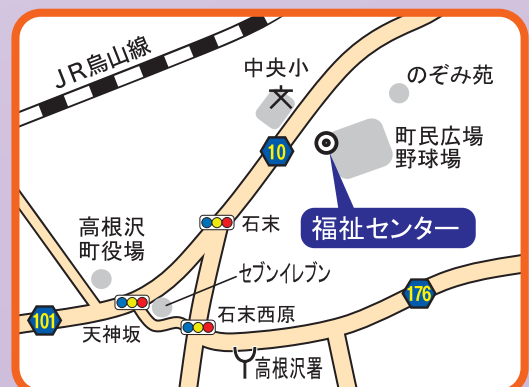 JR烏山線
中央小
文
のぞみ苑
10
町民広場
野球場
福祉センター
石末
高根沢
町役場
セブンイレブン
101
天神坂
石末西原
176
高根沢署